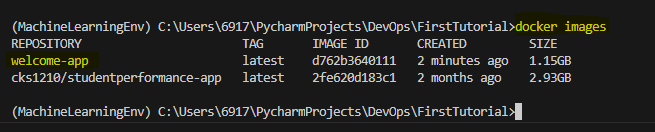 (MachineLearningEnv) C:\Users\6917\PycharmProjects\DevOps\FirstTutorial>docker images
REPOSITORY TAG IMAGE ID CREATED SIZE
welcome-app latest d762b3640111 2 minutes ago 1.15GB
cks1210/studentperformance-app latest 2fe620d183c1 2 months ago 2.93GB
(MachineLearningEnv) C:\Users\6917\PycharmProjects\DevOps\FirstTutorial>